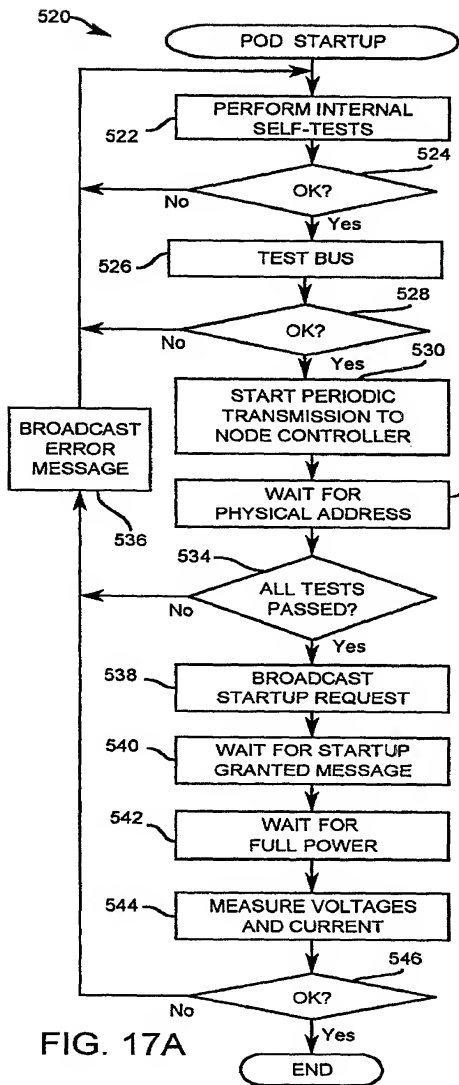 520
POD STARTUP
PERFORM INTERNAL
SELF-TESTS
522
524
OK?
No
Yes
526
TEST BUS
528
OK?
No
Yes
530
START PERIODIC
TRANSMISSION TO
NODE CONTROLLER
BROADCAST
ERROR
MESSAGE
536
WAIT FOR
PHYSICAL ADDRESS
534
ALL TESTS
PASSED?
No
Yes
538
BROADCAST
STARTUP REQUEST
540
WAIT FOR STARTUP
GRANTED MESSAGE
542
WAIT FOR
FULL POWER
544
MEASURE VOLTAGES
AND CURRENT
546
OK?
No
Yes
FIG. 17A
END